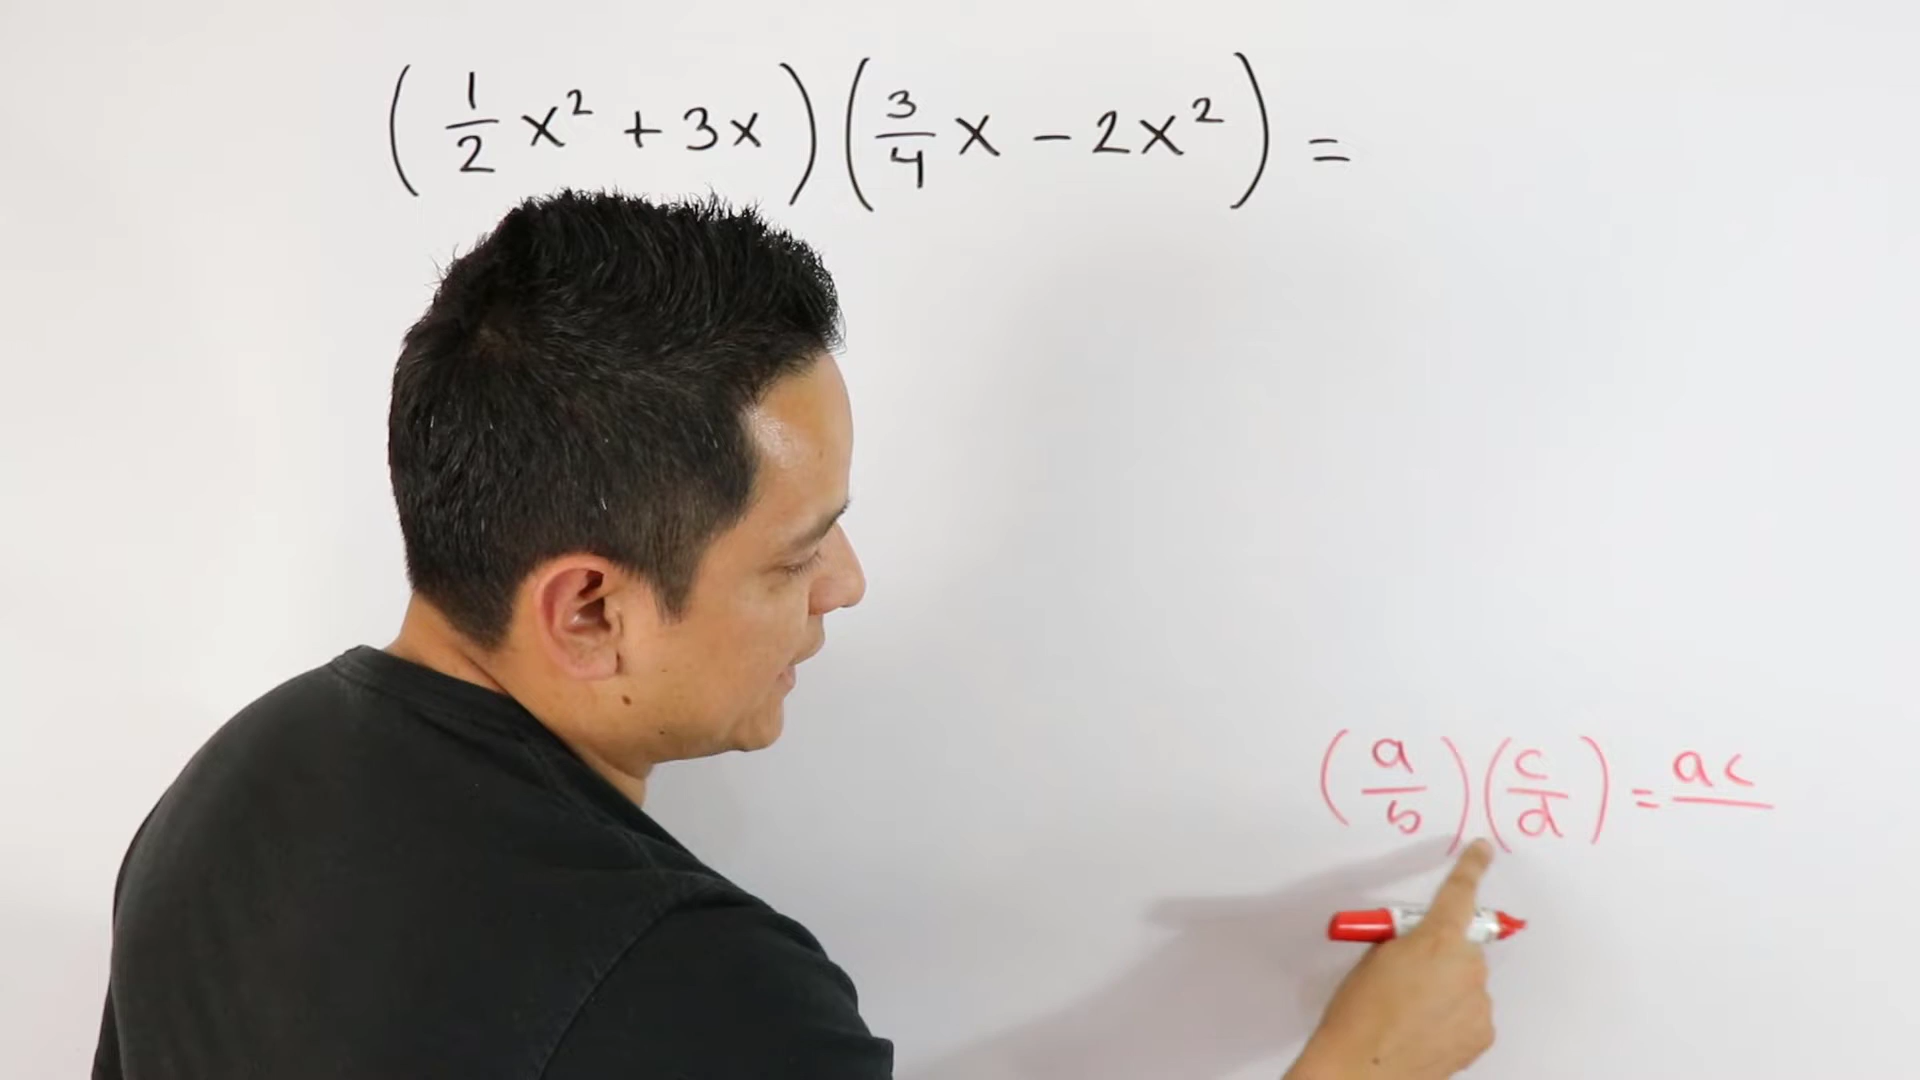 (1/2 x² + 3x)(3/4 x - 2x²) =
(a/b)(c/d) = ac/